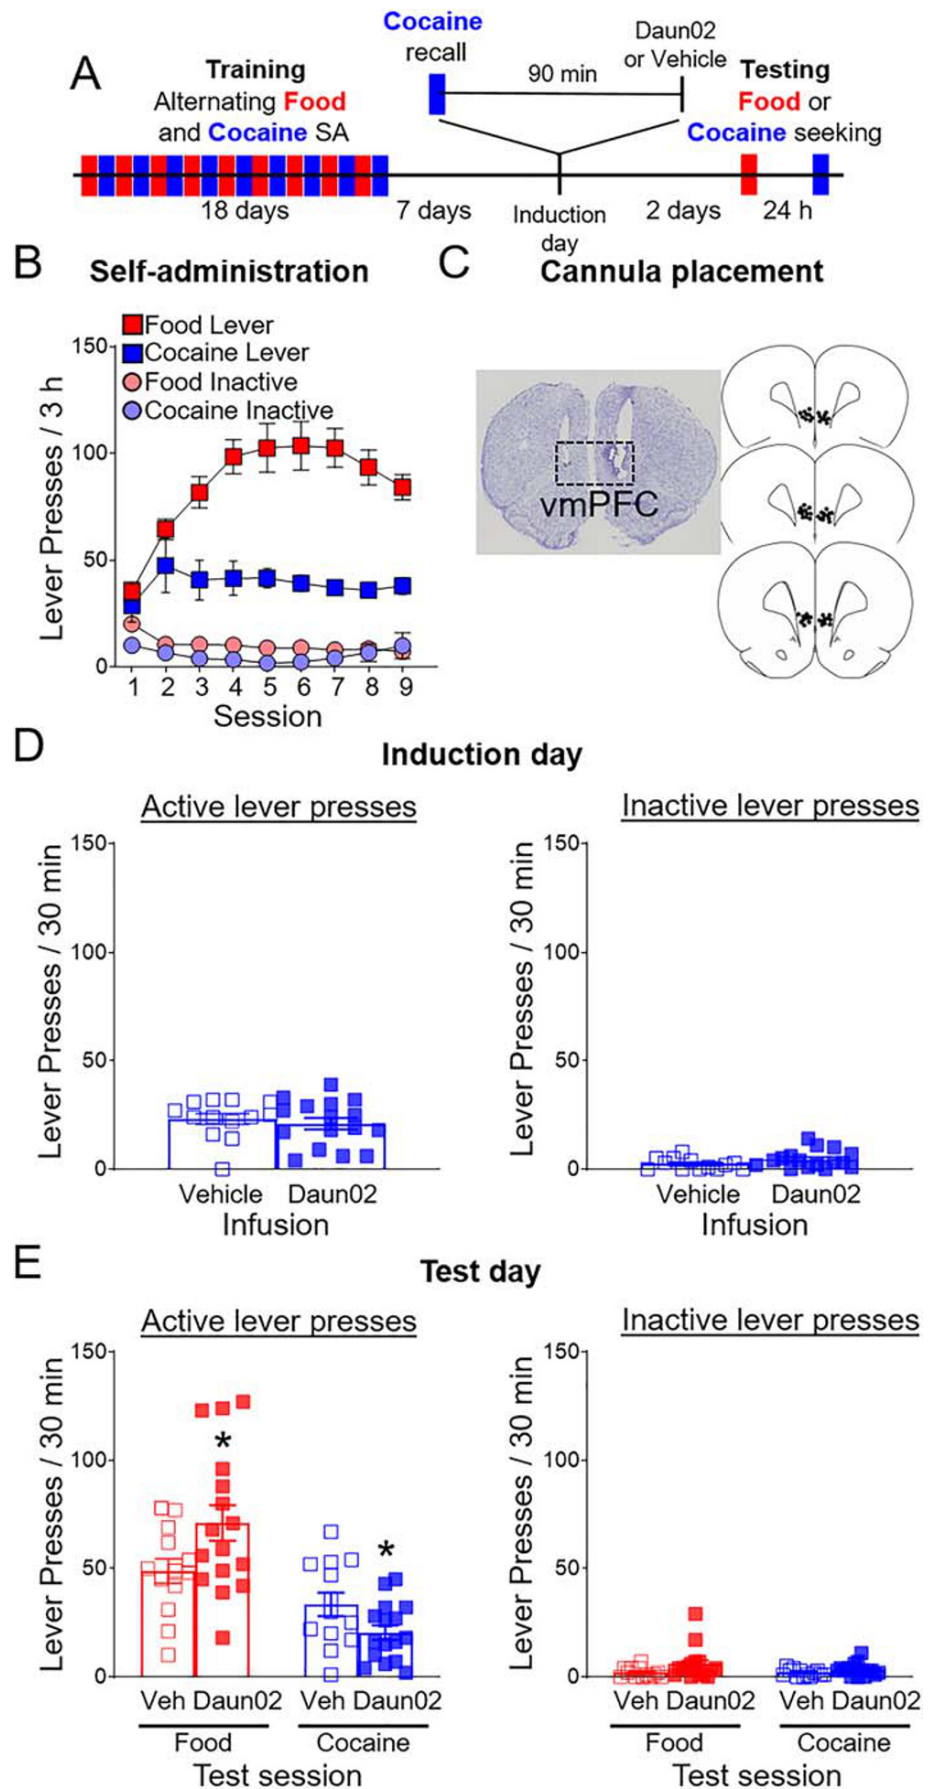 A
Training
Alternating Food
and Cocaine SA
Cocaine
recall
90 min
Daun02
or Vehicle
Testing
Food or
Cocaine seeking
18 days
7 days
Induction
day
2 days
24 h
B
Self-administration
Food Lever
Cocaine Lever
Food Inactive
Cocaine Inactive
Lever Presses / 3 h
150
100
50
0
1 2 3 4 5 6 7 8 9
Session
C
Cannula placement
vmPFC
D
Induction day
Active lever presses
Lever Presses / 30 min
150
100
50
0
Vehicle Daun02
Infusion
Inactive lever presses
Lever Presses / 30 min
150
100
50
0
Vehicle Daun02
Infusion
E
Test day
Active lever presses
Lever Presses / 30 min
150
100
50
0
*
*
Veh Daun02 Veh Daun02
Food Cocaine
Test session
Inactive lever presses
Lever Presses / 30 min
150
100
50
0
Veh Daun02 Veh Daun02
Food Cocaine
Test session